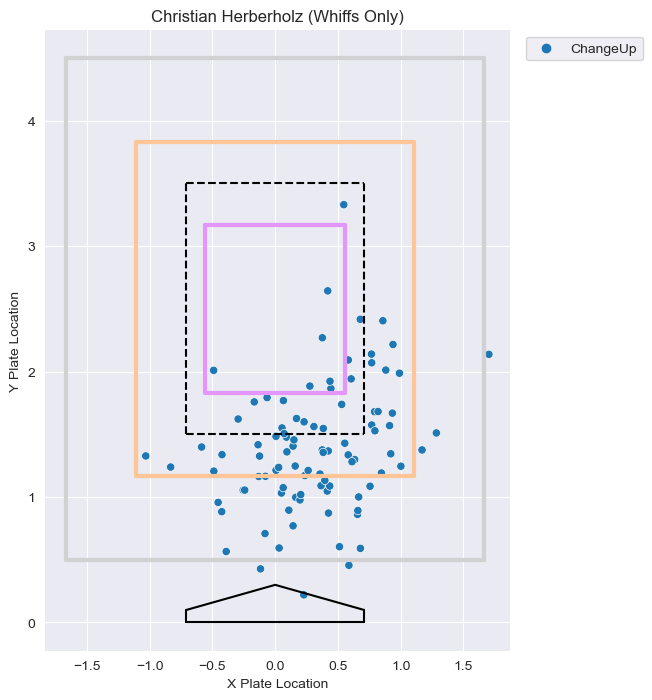 Christian Herberholz (Whiffs Only)
ChangeUp
Y Plate Location
4
3
2
1
0
−1.5 −1.0 −0.5 0.0 0.5 1.0 1.5
X Plate Location